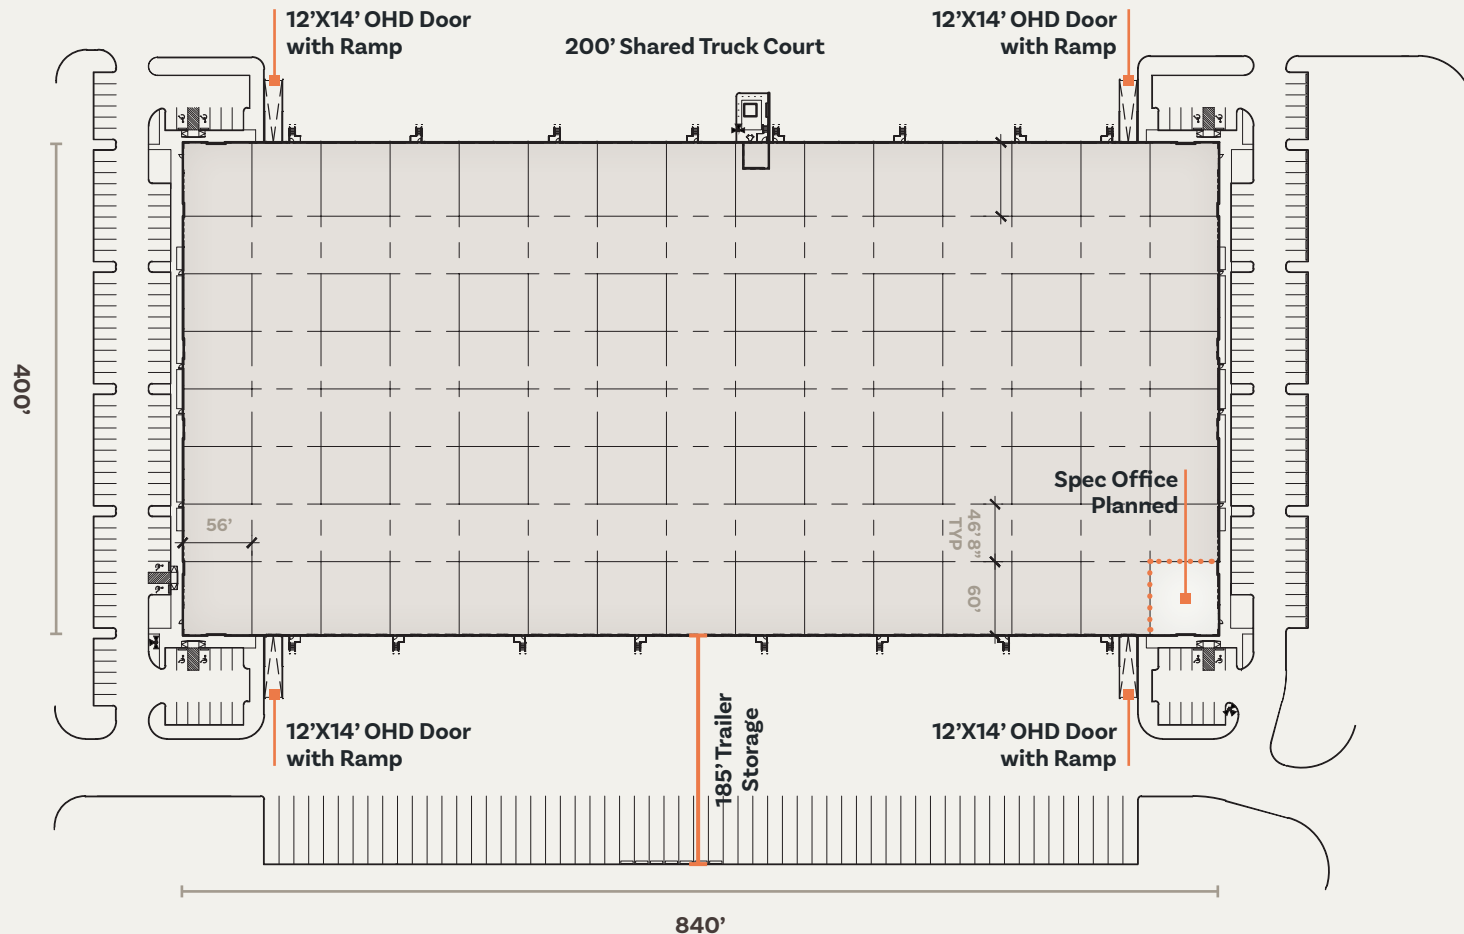 12’X14’ OHD Door
with Ramp
200’ Shared Truck Court
12’X14’ OHD Door
with Ramp
400’
Spec Office
Planned
56’
46’ 8”
TYP
60’
12’X14’ OHD Door
with Ramp
185’ Trailer
Storage
12’X14’ OHD Door
with Ramp
840’